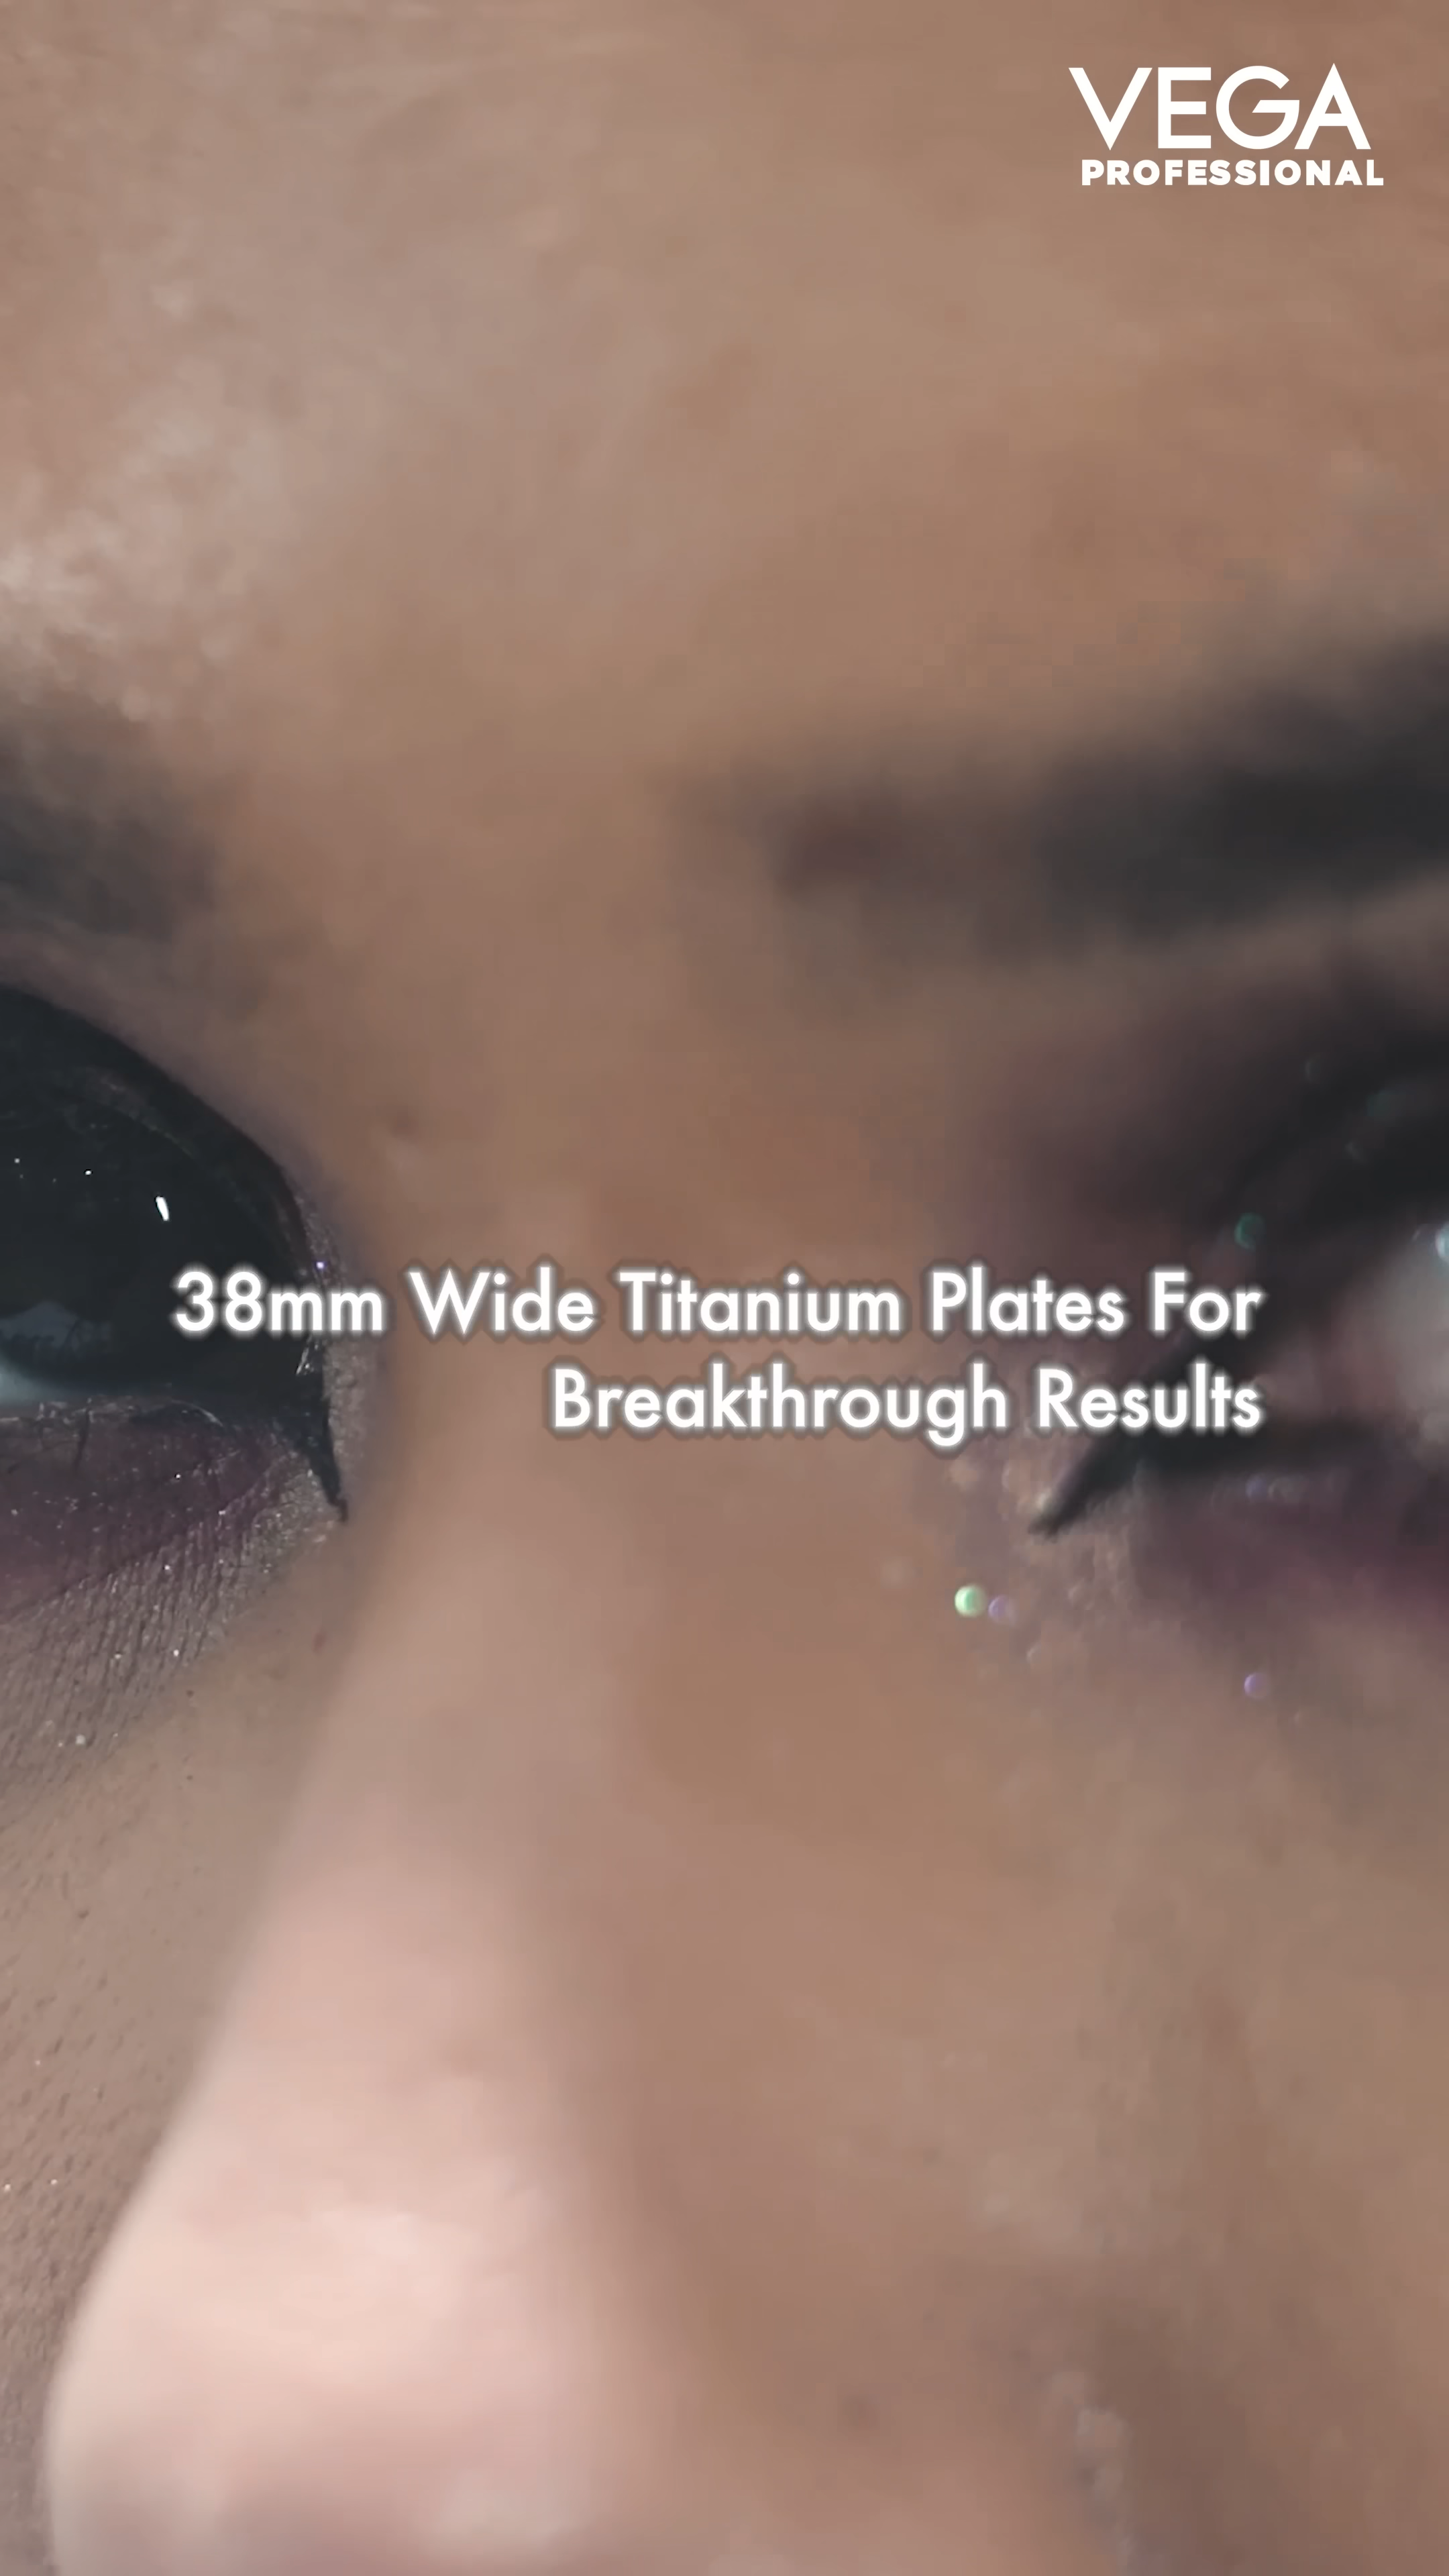 VEGA
PROFESSIONAL
38mm Wide Titanium Plates For
Breakthrough Results